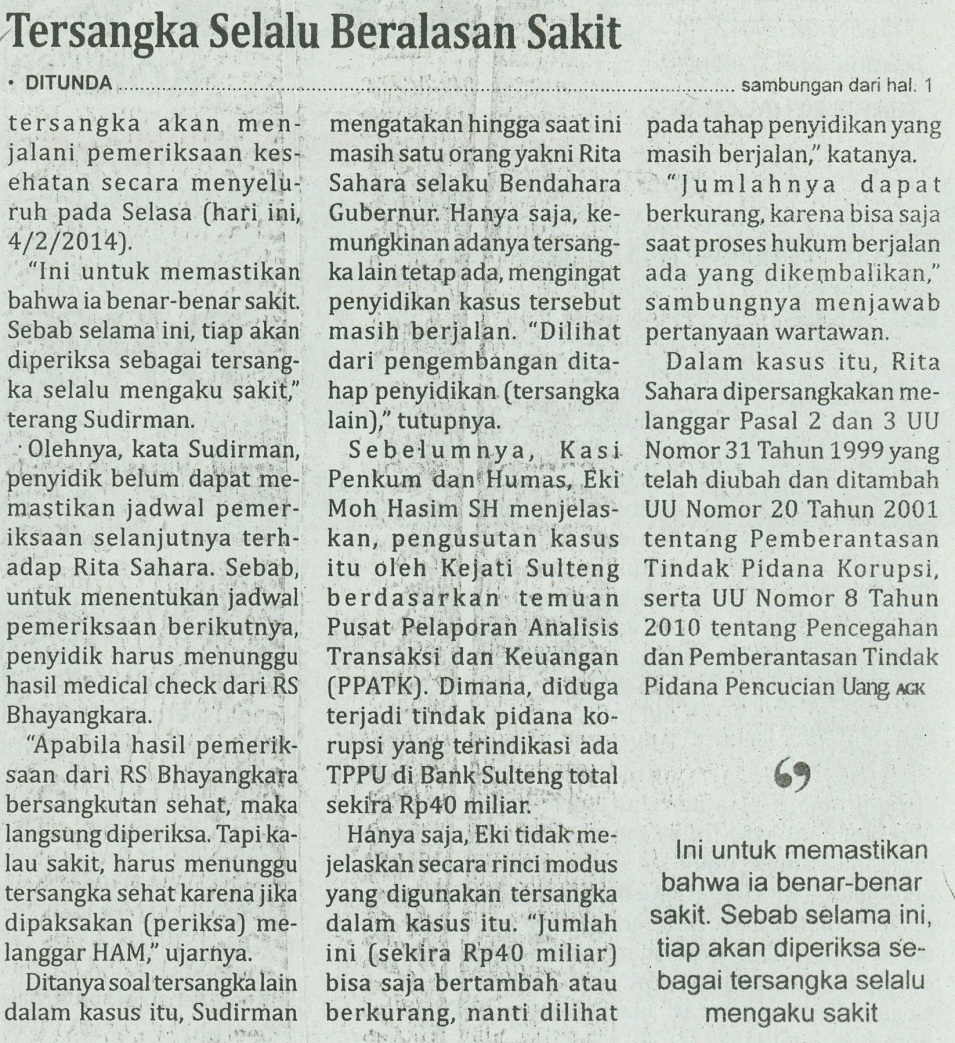 Tersangka Selalu Beralasan Sakit
• DITUNDA ........ sambungan dari hal. 1
tersangka akan men-
jalani pemeriksaan kes-
ehatan secara menyelu-
ruh pada Selasa (hari ini,
4/2/2014).
“Ini untuk memastikan
bahwa ia benar-benar sakit.
Sebab selama ini, tiap akan
diperiksa sebagai tersang-
ka selalu mengaku sakit,”
terang Sudirman.
Olehnya, kata Sudirman,
penyidik belum dapat me-
mastikan jadwal pemer-
iksaan selanjutnya terh-
adap Rita Sahara. Sebab,
untuk menentukan jadwal
pemeriksaan berikutnya,
penyidik harus menunggu
hasil medical check dari RS
Bhayangkara.
“Apabila hasil pemerik-
saan dari RS Bhayangkara
bersangkutan sehat, maka
langsung diperiksa. Tapi ka-
lau sakit, harus menunggu
tersangka sehat karena jika
dipaksakan (periksa) me-
langgar HAM,” ujarnya.
Ditanya soal tersangka lain
dalam kasus itu, Sudirman
mengatakan hingga saat ini
masih satu orang yakni Rita
Sahara selaku Bendahara
Gubernur. Hanya saja, ke-
mungkinan adanya tersang-
ka lain tetap ada, mengingat
penyidikan kasus tersebut
masih berjalan. “Dilihat
dari pengembangan dita-
hap penyidikan (tersangka
lain),” tutupnya.
Sebelumnya, Kasi
Penkum dan Humas, Eki
Moh Hasim SH menjelas-
kan, pengusutan kasus
itu oleh Kejati Sulteng
berdasarkan temuan
Pusat Pelaporan Analisis
Transaksi dan Keuangan
(PPATK). Dimana, diduga
terjadi tindak pidana ko-
rupsi yang terindikasi ada
TPPU di Bank Sulteng total
sekira Rp40 miliar.
Hanya saja, Eki tidak me-
jelaskan secara rinci modus
yang digunakan tersangka
dalam kasus itu. “Jumlah
ini (sekira Rp40 miliar)
bisa saja bertambah atau
berkurang, nanti dilihat
pada tahap penyidikan yang
masih berjalan,” katanya.
“Jumlahnya dapat
berkurang, karena bisa saja
saat proses hukum berjalan
ada yang dikembalikan,”
sambungnya menjawab
pertanyaan wartawan.
Dalam kasus itu, Rita
Sahara dipersangkakan me-
langgar Pasal 2 dan 3 UU
Nomor 31 Tahun 1999 yang
telah diubah dan ditambah
UU Nomor 20 Tahun 2001
tentang Pemberantasan
Tindak Pidana Korupsi,
serta UU Nomor 8 Tahun
2010 tentang Pencegahan
dan Pemberantasan Tindak
Pidana Pencucian Uang AGK
Ini untuk memastikan
bahwa ia benar-benar
sakit. Sebab selama ini,
tiap akan diperiksa se-
bagai tersangka selalu
mengaku sakit